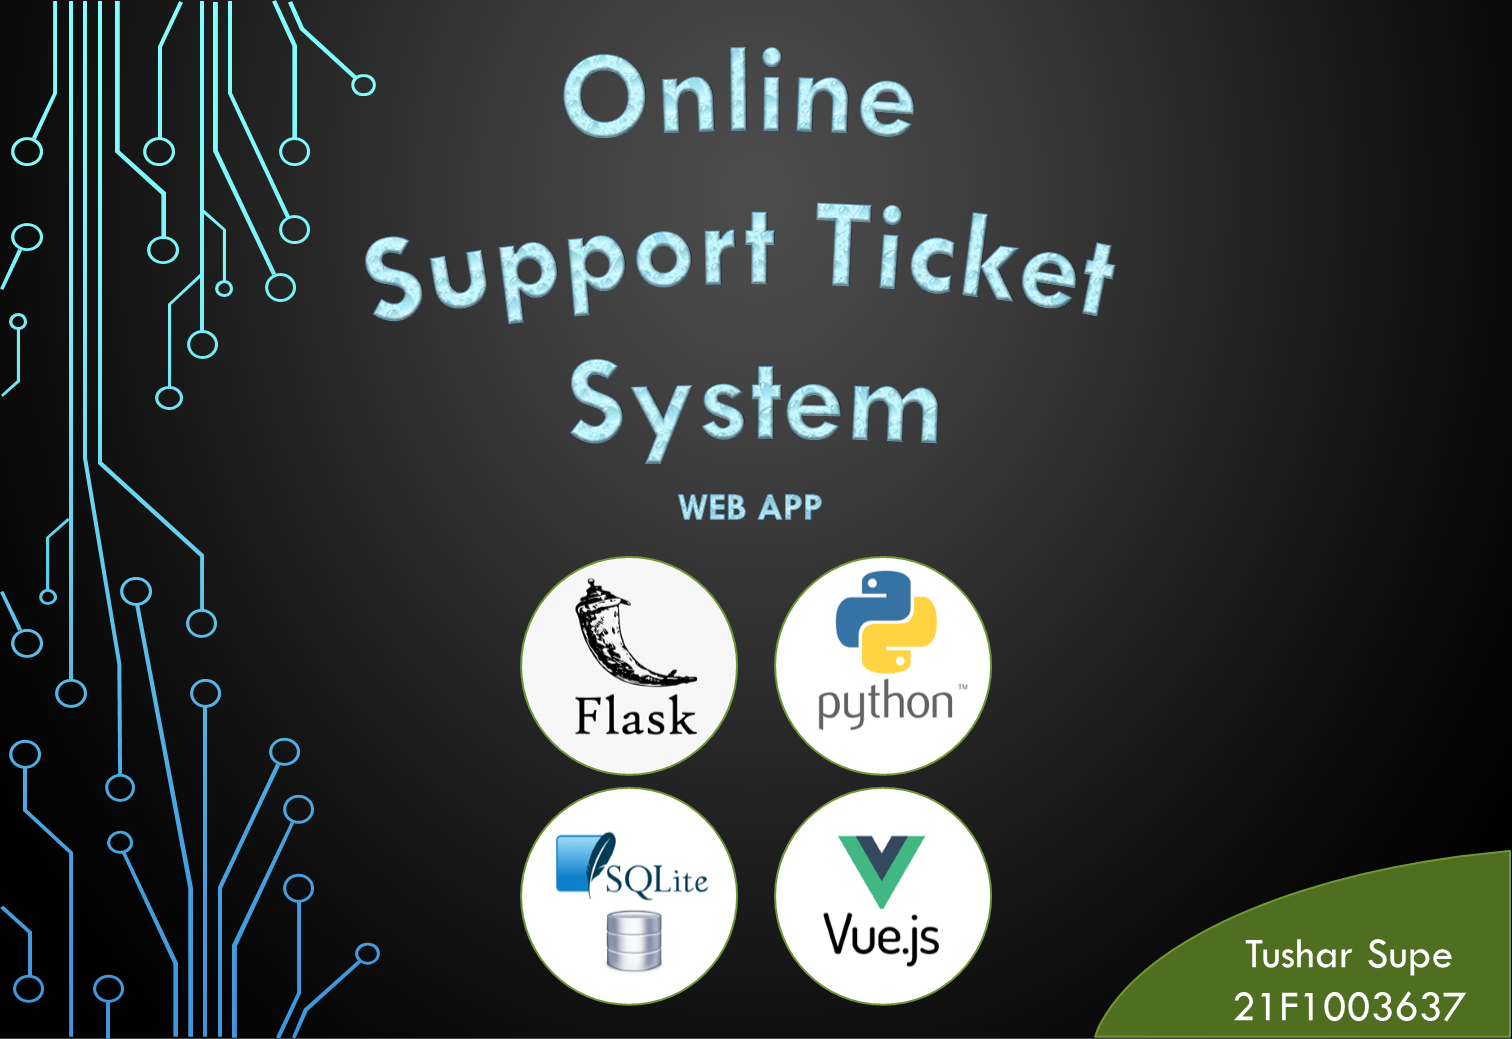 Online
Support Ticket
System
WEB APP
Flask
python™
SQLite
Vue.js
Tushar Supe
21F1003637